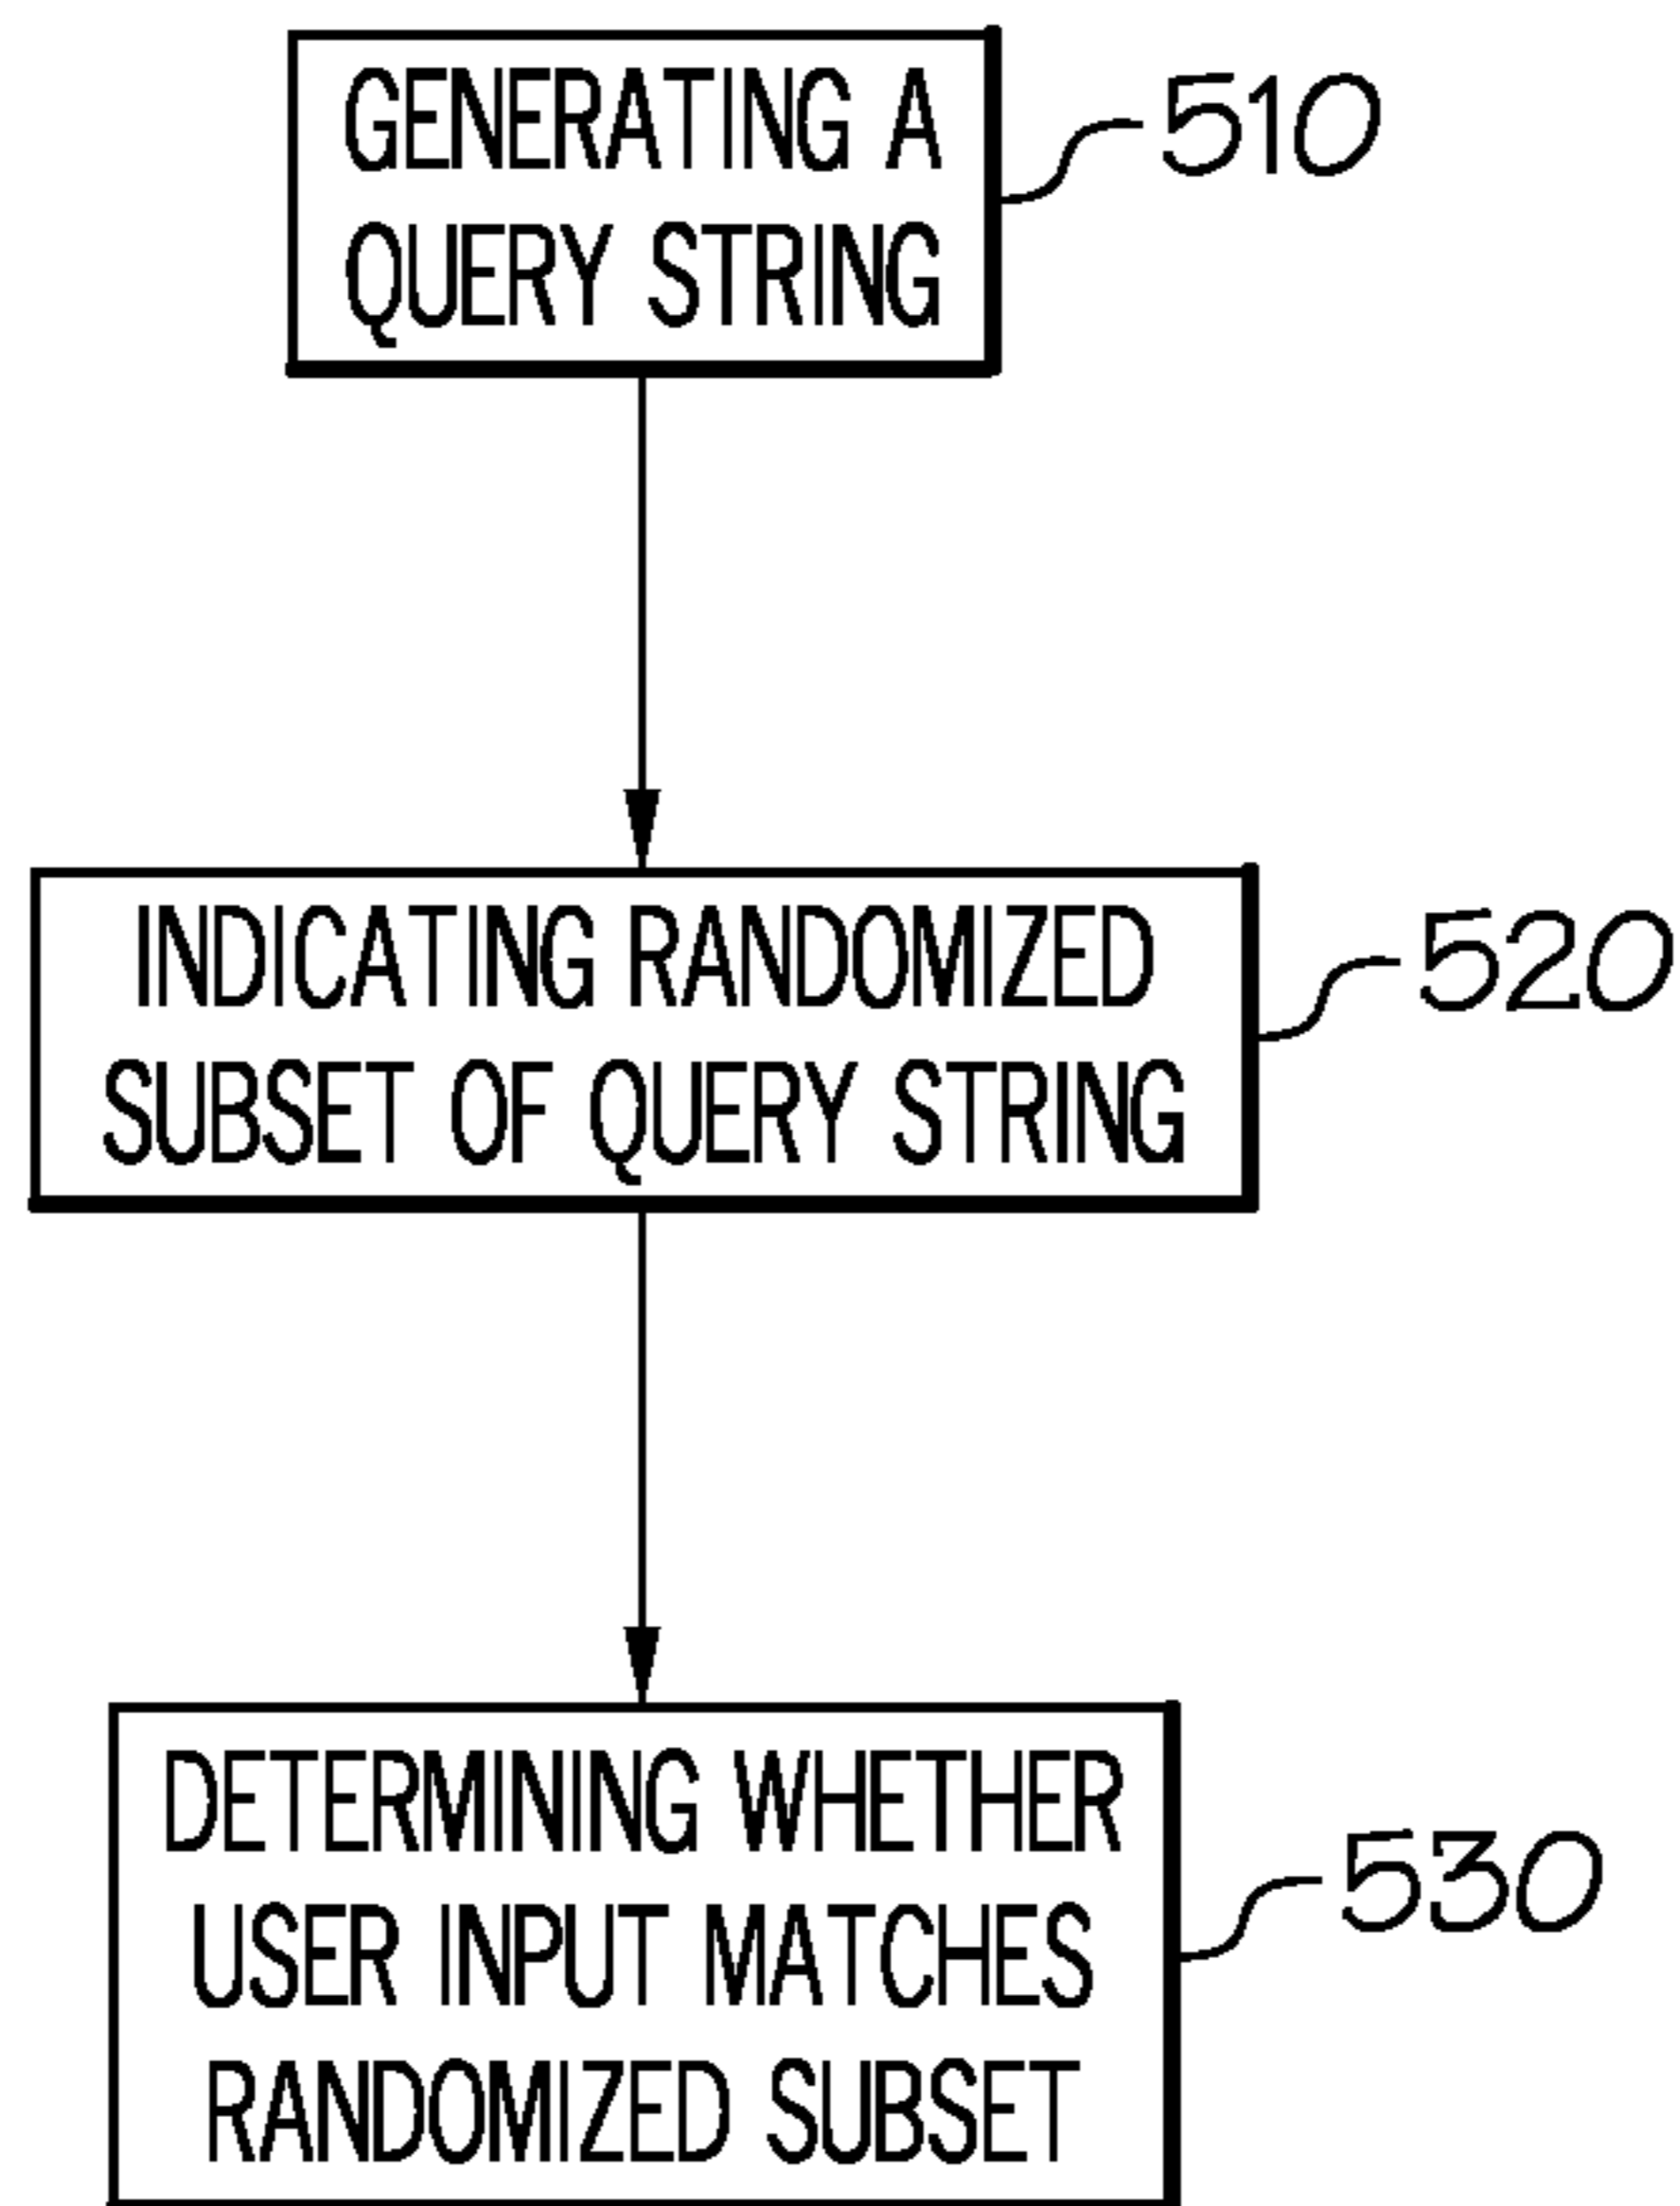 GENERATING A
QUERY STRING
510
INDICATING RANDOMIZED
SUBSET OF QUERY STRING
520
DETERMINING WHETHER
USER INPUT MATCHES
RANDOMIZED SUBSET
530